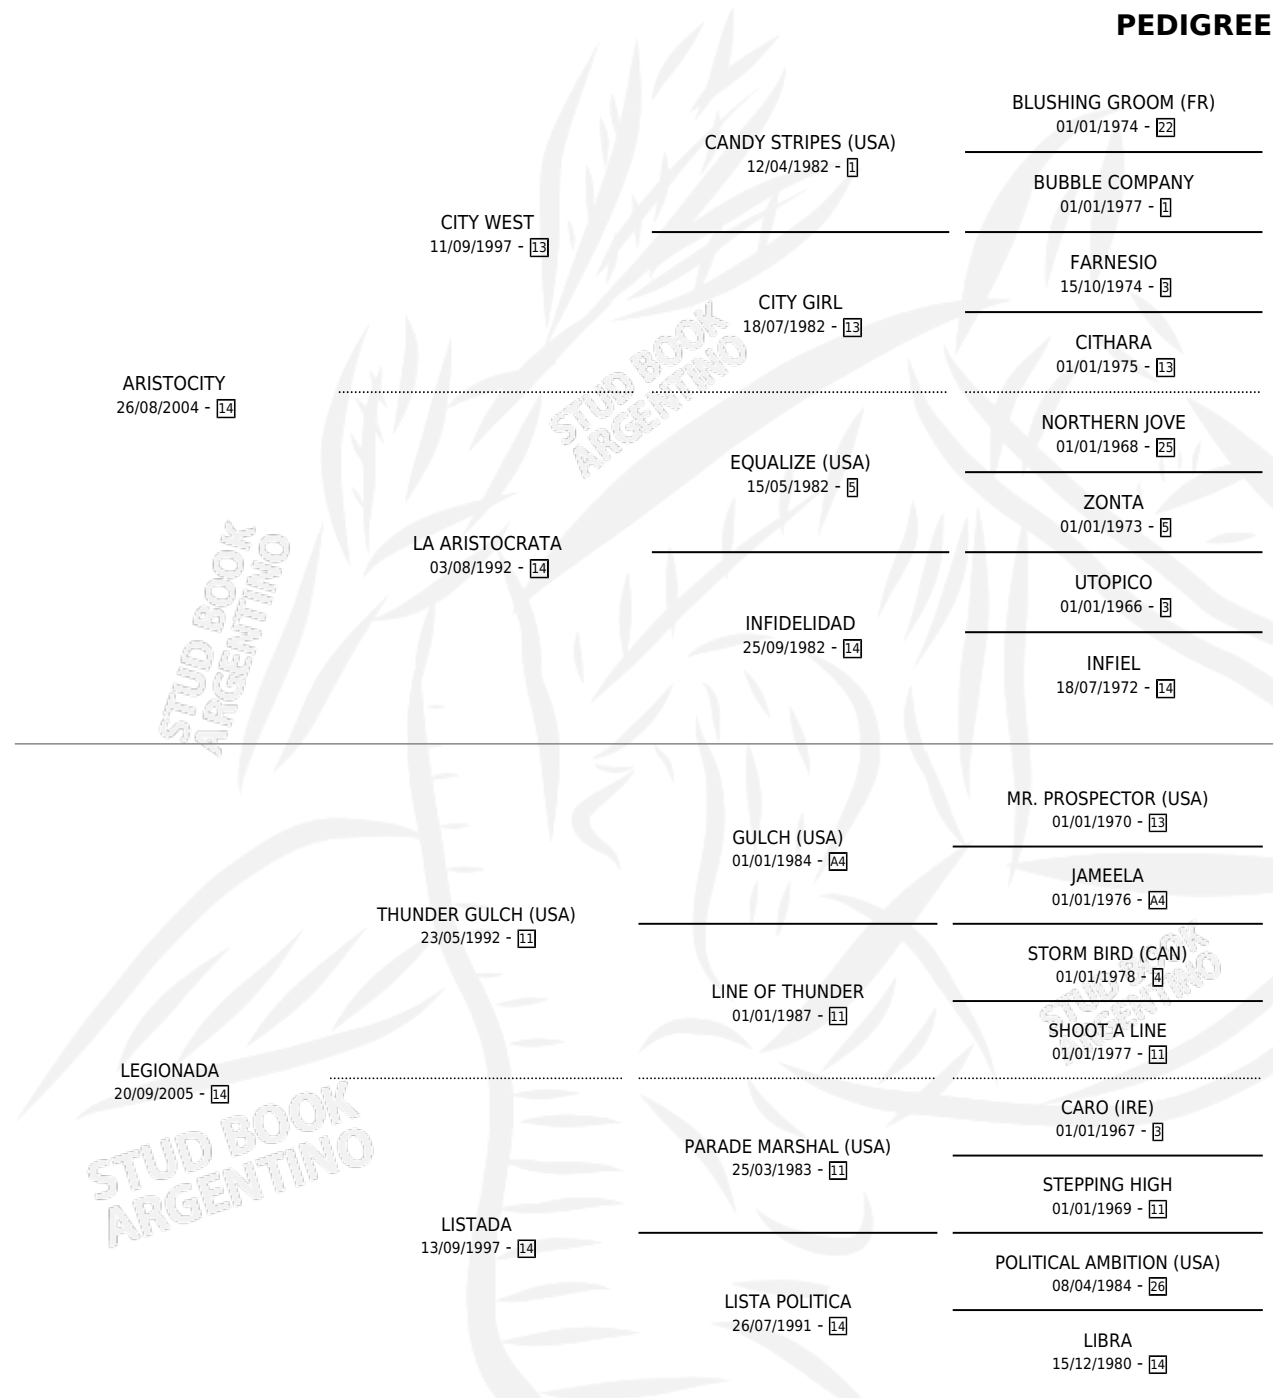 PEDIGREE
BLUSHING GROOM (FR)
01/01/1974 - 22
CANDY STRIPES (USA)
12/04/1982 - 1
BUBBLE COMPANY
01/01/1977 - 1
CITY WEST
11/09/1997 - 13
FARNESIO
15/10/1974 - 3
CITY GIRL
18/07/1982 - 13
CITHARA
01/01/1975 - 13
ARISTOCITY
26/08/2004 - 14
NORTHERN JOVE
01/01/1968 - 25
EQUALIZE (USA)
15/05/1982 - 5
ZONTA
01/01/1973 - 5
LA ARISTOCRATA
03/08/1992 - 14
UTOPICO
01/01/1966 - 3
INFIDELIDAD
25/09/1982 - 14
INFIEL
18/07/1972 - 14
MR. PROSPECTOR (USA)
01/01/1970 - 13
GULCH (USA)
01/01/1984 - A4
JAMEELA
01/01/1976 - A4
THUNDER GULCH (USA)
23/05/1992 - 11
STORM BIRD (CAN)
01/01/1978 - 4
LINE OF THUNDER
01/01/1987 - 11
SHOOT A LINE
01/01/1977 - 11
LEGIONADA
20/09/2005 - 14
CARO (IRE)
01/01/1967 - 3
PARADE MARSHAL (USA)
25/03/1983 - 11
STEPPING HIGH
01/01/1969 - 11
LISTADA
13/09/1997 - 14
POLITICAL AMBITION (USA)
08/04/1984 - 26
LISTA POLITICA
26/07/1991 - 14
LIBRA
15/12/1980 - 14
STUD BOOK
ARGENTINO
STUD BOOK
ARGENTINO
STUD BOOK
ARGENTINO
STUD BOOK
ARGENTINO